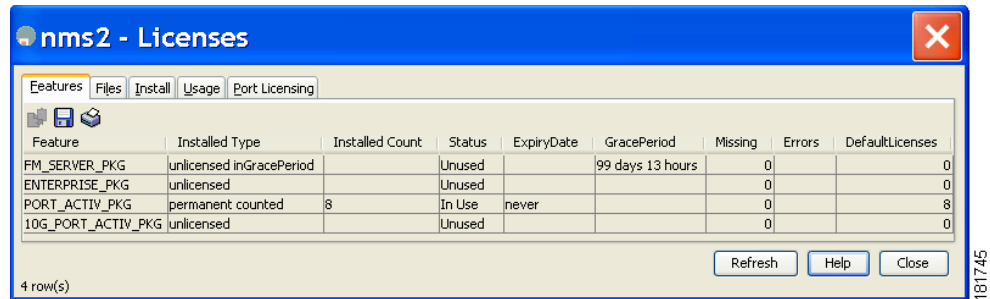 nms2 - Licenses
Features Files Install Usage Port Licensing
Feature Installed Type Installed Count Status ExpiryDate GracePeriod Missing Errors DefaultLicenses
FM_SERVER_PKG unlicensed inGracePeriod Unused 99 days 13 hours 0 0
ENTERPRISE_PKG unlicensed Unused 0 0
PORT_ACTIV_PKG permanent counted 8 In Use never 0 8
10G_PORT_ACTIV_PKG unlicensed Unused 0 0
Refresh Help Close
4 row(s)
181745